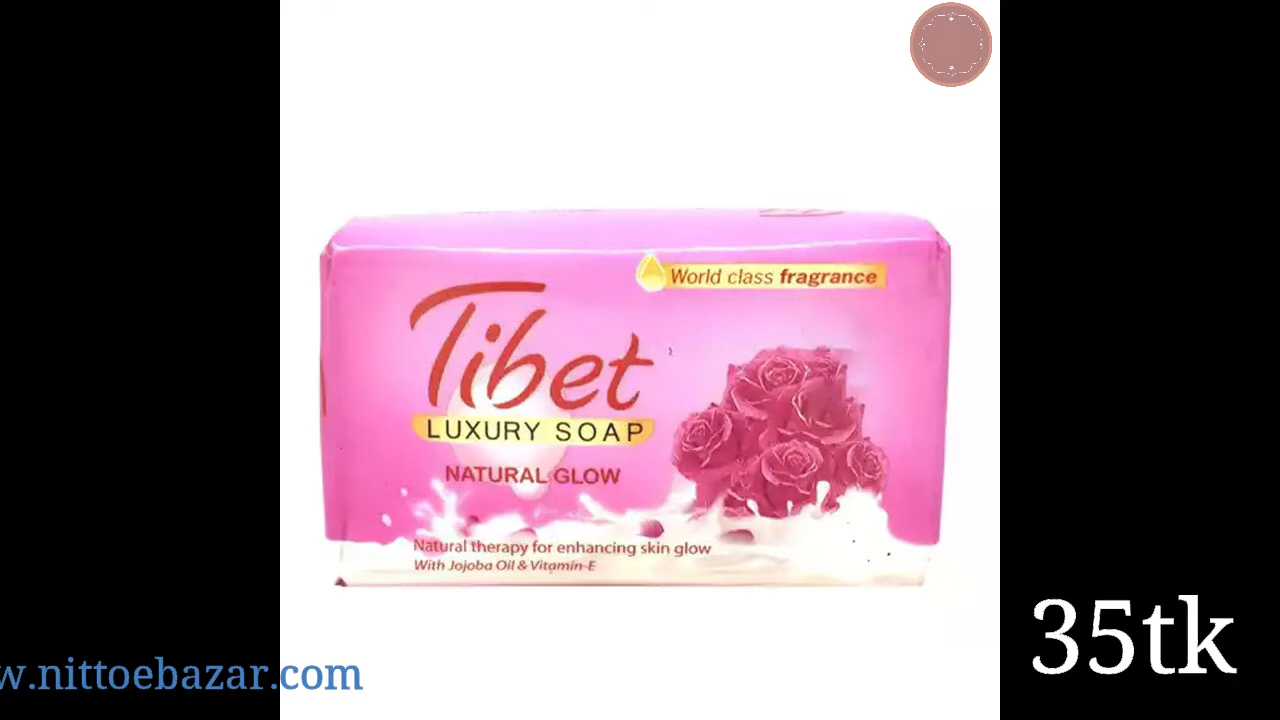 World class fragrance
Tibet
LUXURY SOAP
NATURAL GLOW
Natural therapy for enhancing skin glow
With Jojoba Oil & Vitamin-E
35tk
w.nittoebazar.com